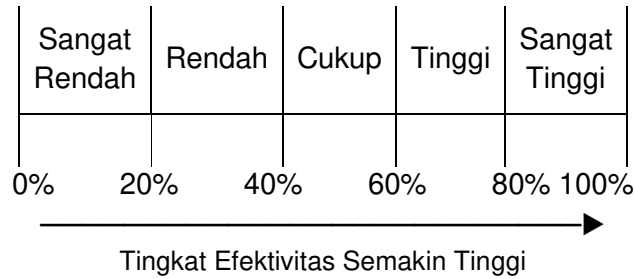 Sangat Rendah
Rendah
Cukup
Tinggi
Sangat Tinggi
0% 20% 40% 60% 80% 100%
Tingkat Efektivitas Semakin Tinggi